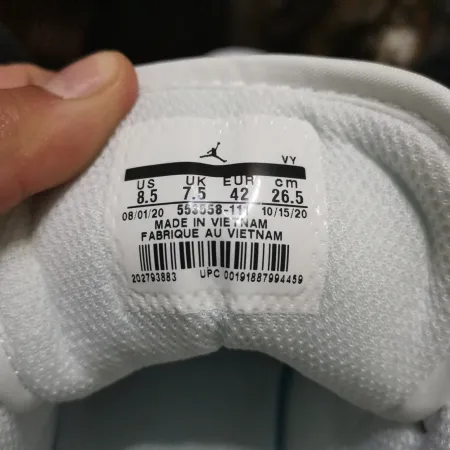 VY
US UK EUR cm
8.5 7.5 42 26.5
08/01/20 553558-111 10/15/20
MADE IN VIETNAM
FABRIQUE AU VIETNAM
202793883 UPC 00191887994459